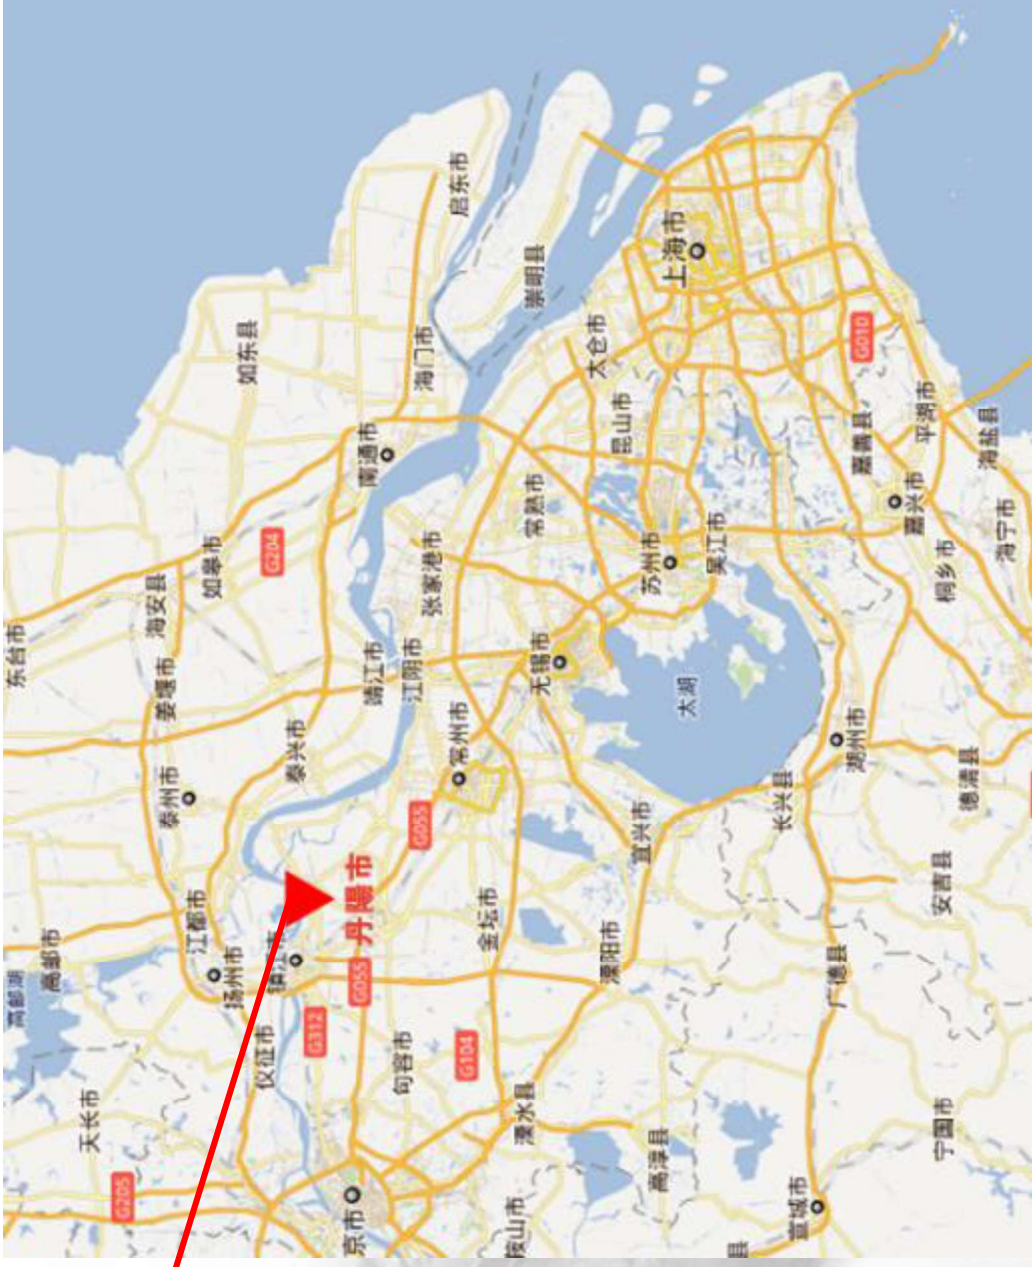 高邮湖
东台市
高邮市
天长市
G205
海安县
姜堰市
泰州市
江都市
如皋市
扬州市
如东县
仪征市
G204
镇江市
泰兴市
G312
京市
丹陽市
G055
南通市
靖江市
句容市
江阴市
G055
海门市
张家港市
常州市
启东市
G104
金坛市
鞍山市
溧水县
常熟市
崇明县
无锡市
太仓市
溧阳市
昆山市
宜兴市
苏州市
高淳县
上海市
太湖
吴江市
县
长兴县
宣城市
广德县
湖州市
嘉善县
G010
嘉兴市
平湖市
安吉县
宁国市
桐乡市
德清县
海盐县
海宁市